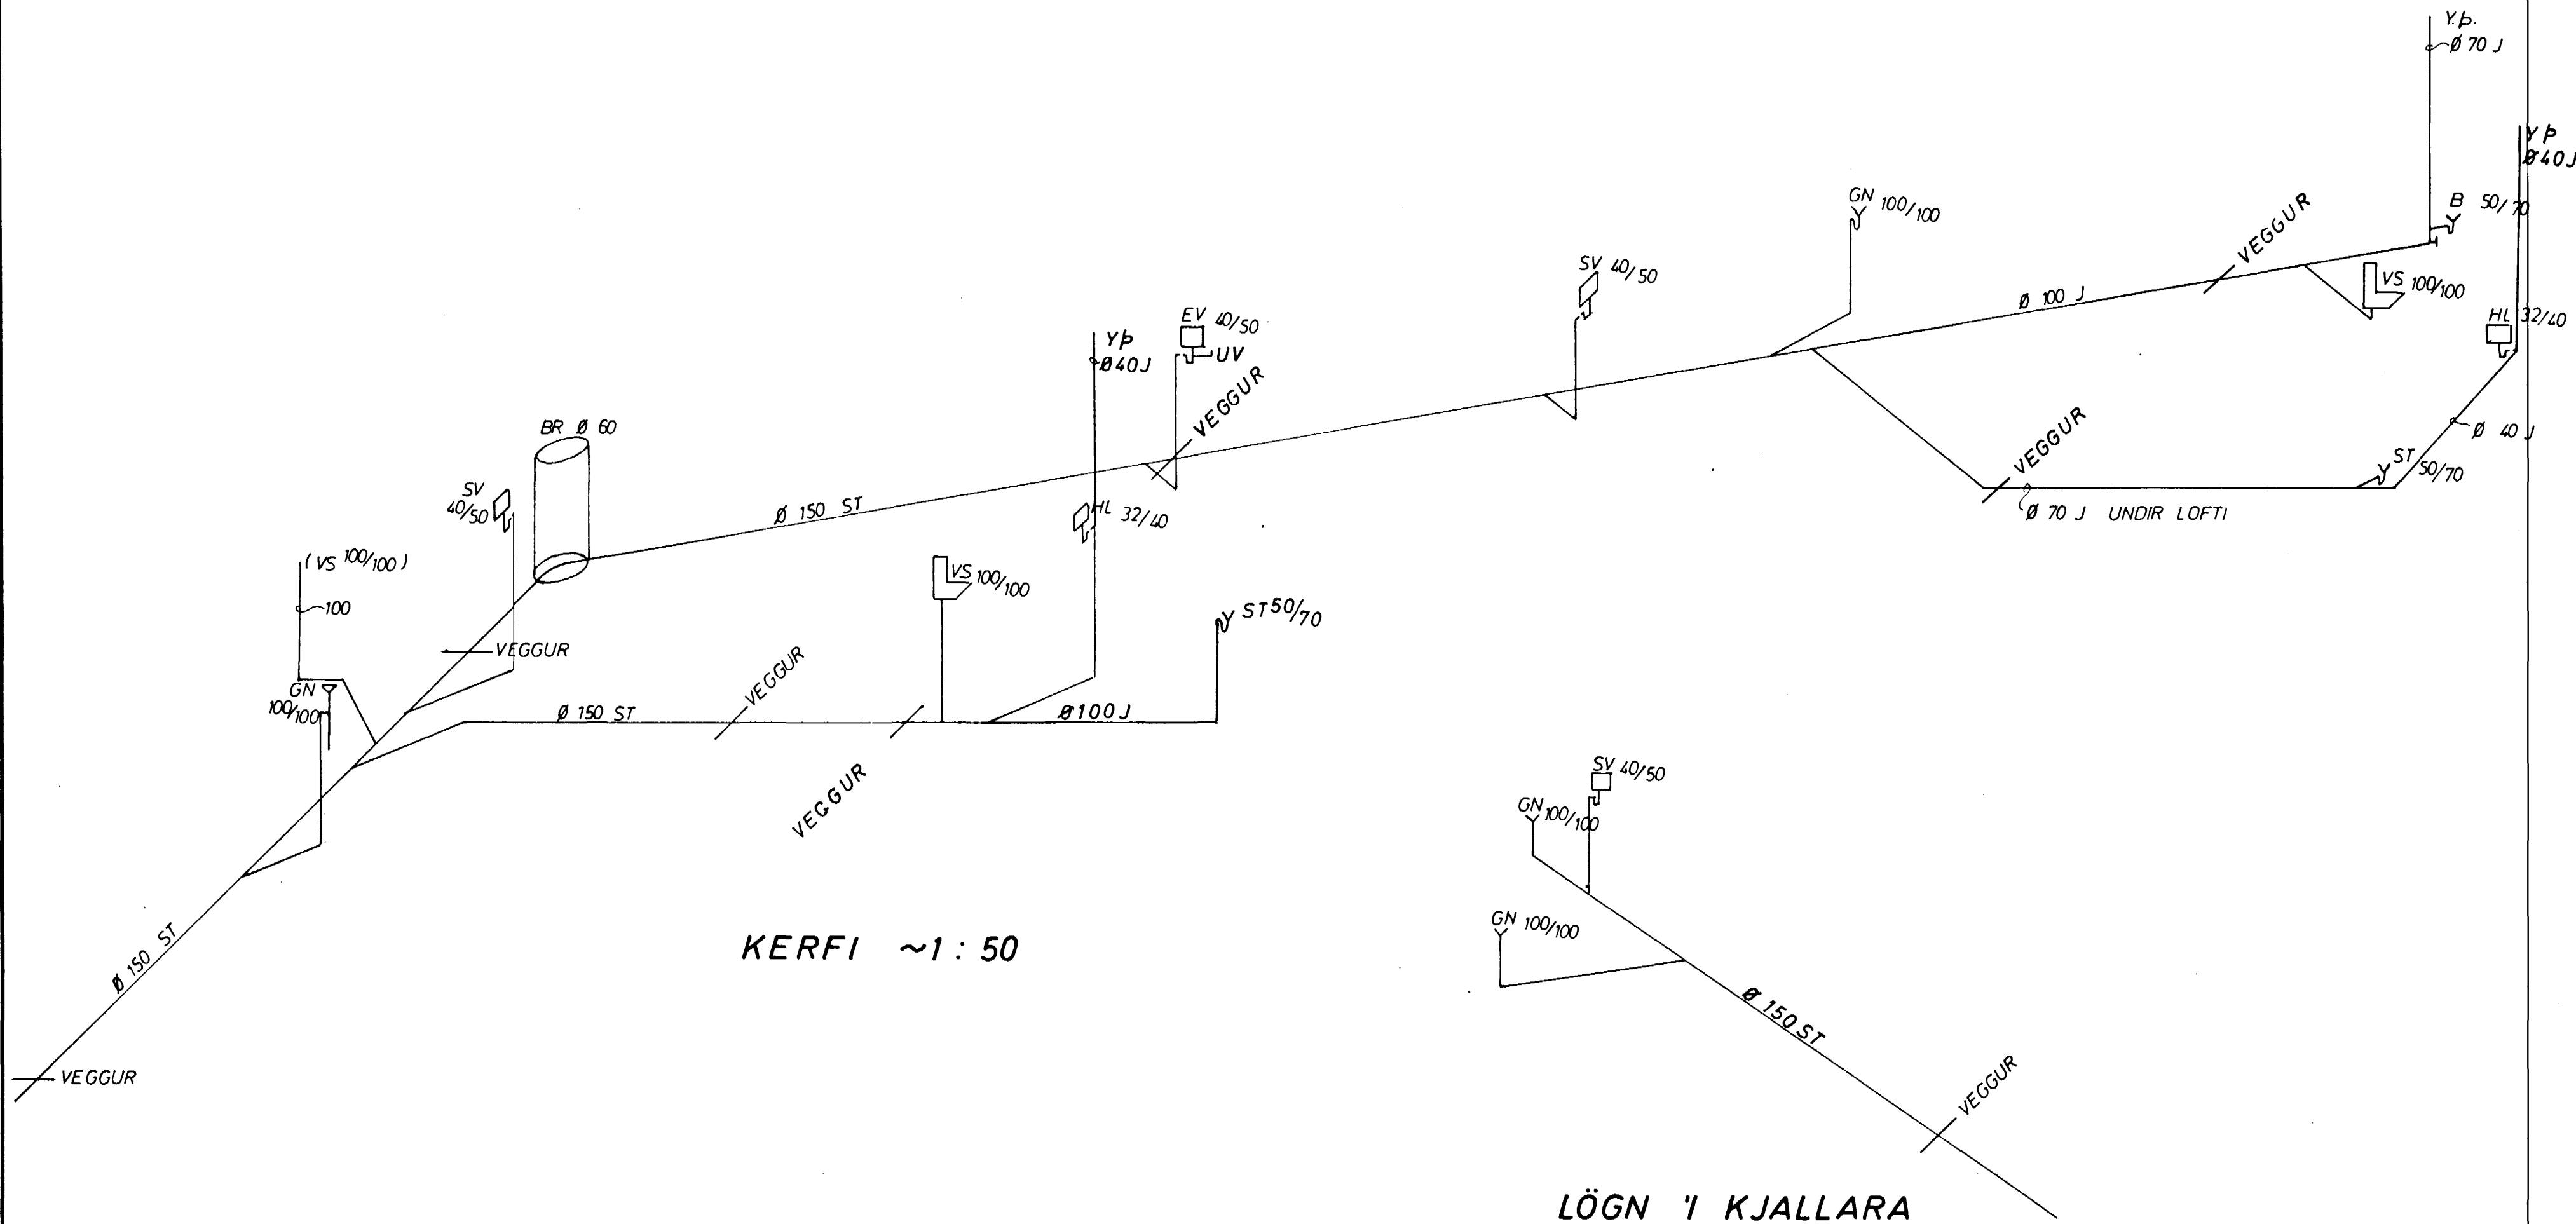 Y.Þ.
Ø 70 J
YÞ
Ø40J
B 50/70
VEGGUR
GN 100/100
SV 40/50
Ø 100 J
VS 100/100
HL 32/40
EV 40/50
UV
YÞ
Ø40J
VEGGUR
VEGGUR
Ø 40 J
ST 50/70
Ø 70 J UNDIR LOFTI
BR Ø 60
SV
40/50
Ø 150 ST
HL 32/40
(VS 100/100)
100
VS 100/100
ST 50/70
VEGGUR
VEGGUR
GN
100/100
Ø 150 ST
Ø100J
VEGGUR
SV 40/50
GN 100/100
GN 100/100
Ø 150 ST
KERFI ~1:50
Ø 150 ST
VEGGUR
VEGGUR
LÖGN 'I KJALLARA